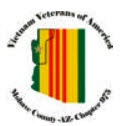 Vietnam Veterans of America
Mohave County -AZ- Chapter 975